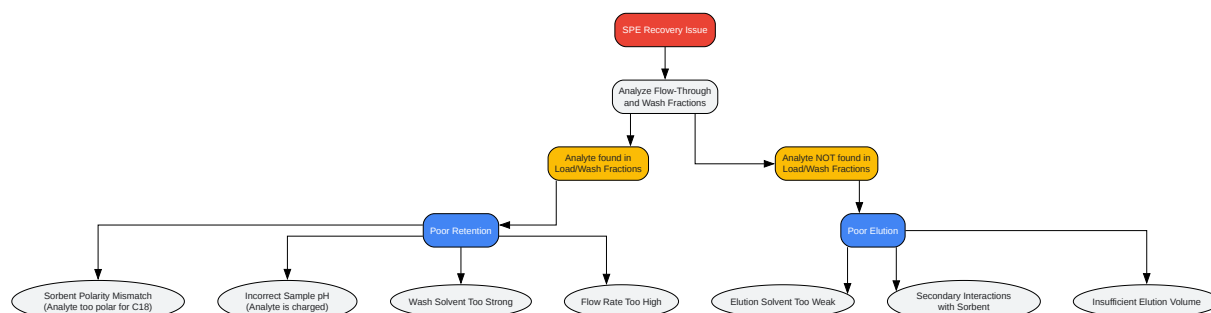 SPE Recovery Issue
Analyze Flow-Through
and Wash Fractions
Analyte found in
Load/Wash Fractions
Analyte NOT found in
Load/Wash Fractions
Poor Retention
Poor Elution
Sorbent Polarity Mismatch
(Analyte too polar for C18)
Incorrect Sample pH
(Analyte is charged)
Wash Solvent Too Strong
Flow Rate Too High
Elution Solvent Too Weak
Secondary Interactions
with Sorbent
Insufficient Elution Volume